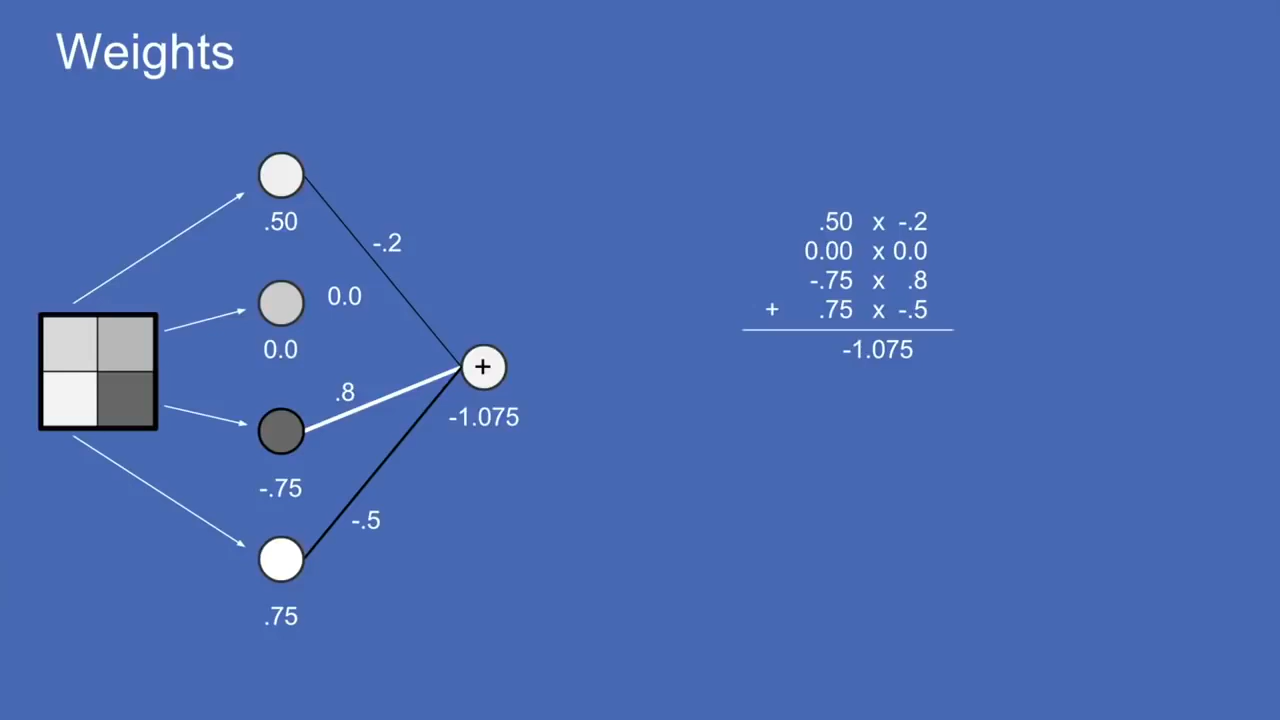 Weights
.50
-.2
0.0
0.0
.8
+
-1.075
-.75
-.5
.75
.50 x -.2
0.00 x 0.0
-.75 x .8
+ .75 x -.5
-1.075